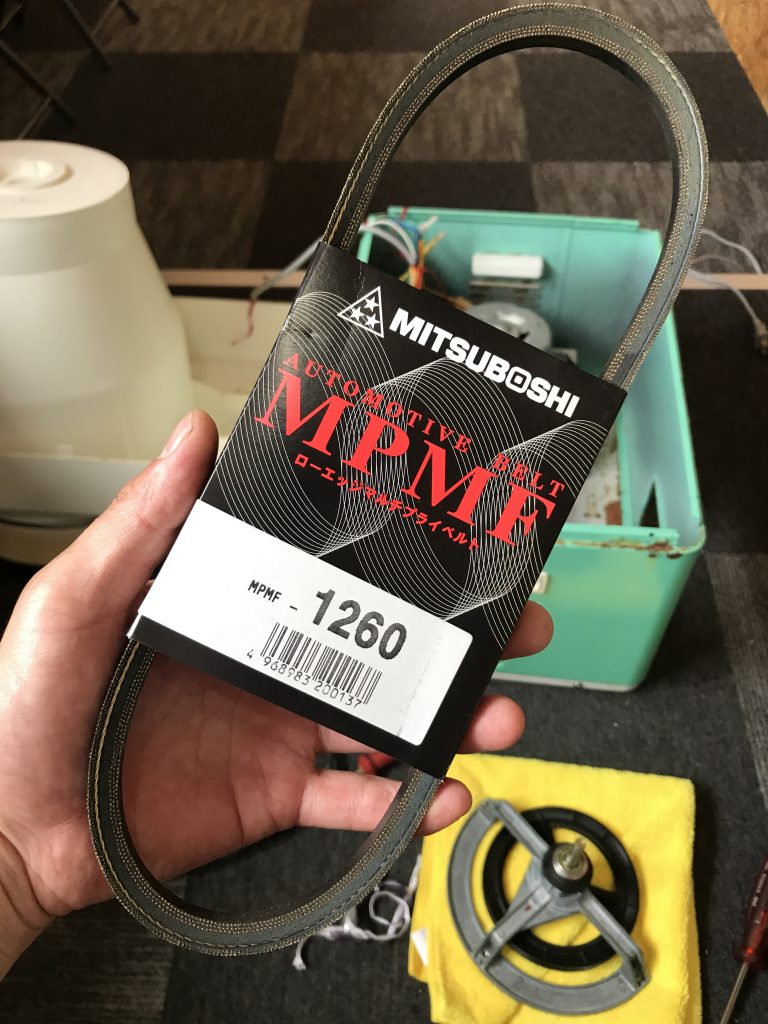 MITSUBOSHI
AUTOMOTIVE BELT
MPMF
ローエッジマルチプライベルト
MPMF - 1260
4 968983 200137